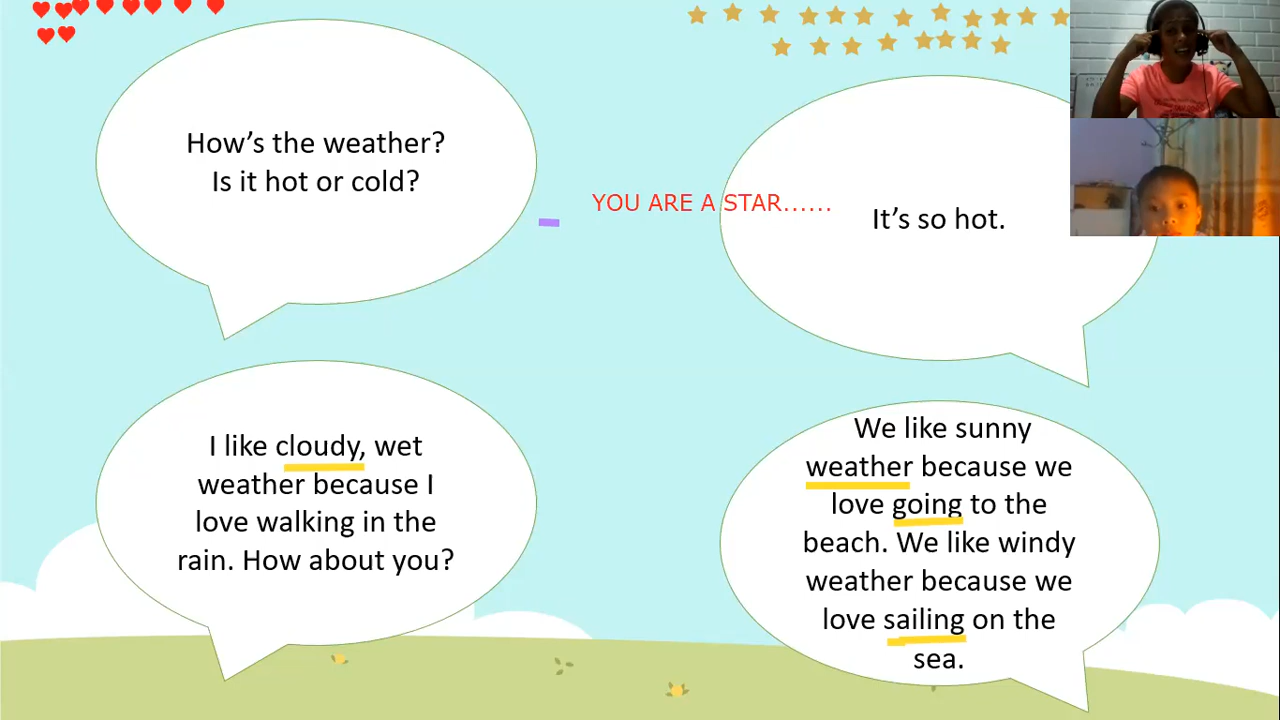 How’s the weather?
Is it hot or cold?
YOU ARE A STAR......
It’s so hot.
I like cloudy, wet
weather because I
love walking in the
rain. How about you?
We like sunny
weather because we
love going to the
beach. We like windy
weather because we
love sailing on the
sea.